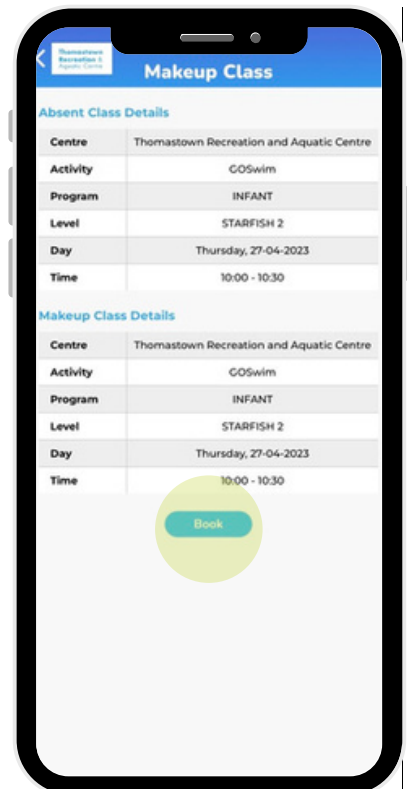 Thomastown
Recreation &
Aquatic Centre
Makeup Class
Absent Class Details
Centre Thomastown Recreation and Aquatic Centre
Activity GOSwim
Program INFANT
Level STARFISH 2
Day Thursday, 27-04-2023
Time 10:00 - 10:30
Makeup Class Details
Centre Thomastown Recreation and Aquatic Centre
Activity GOSwim
Program INFANT
Level STARFISH 2
Day Thursday, 27-04-2023
Time 10:00 - 10:30
Book